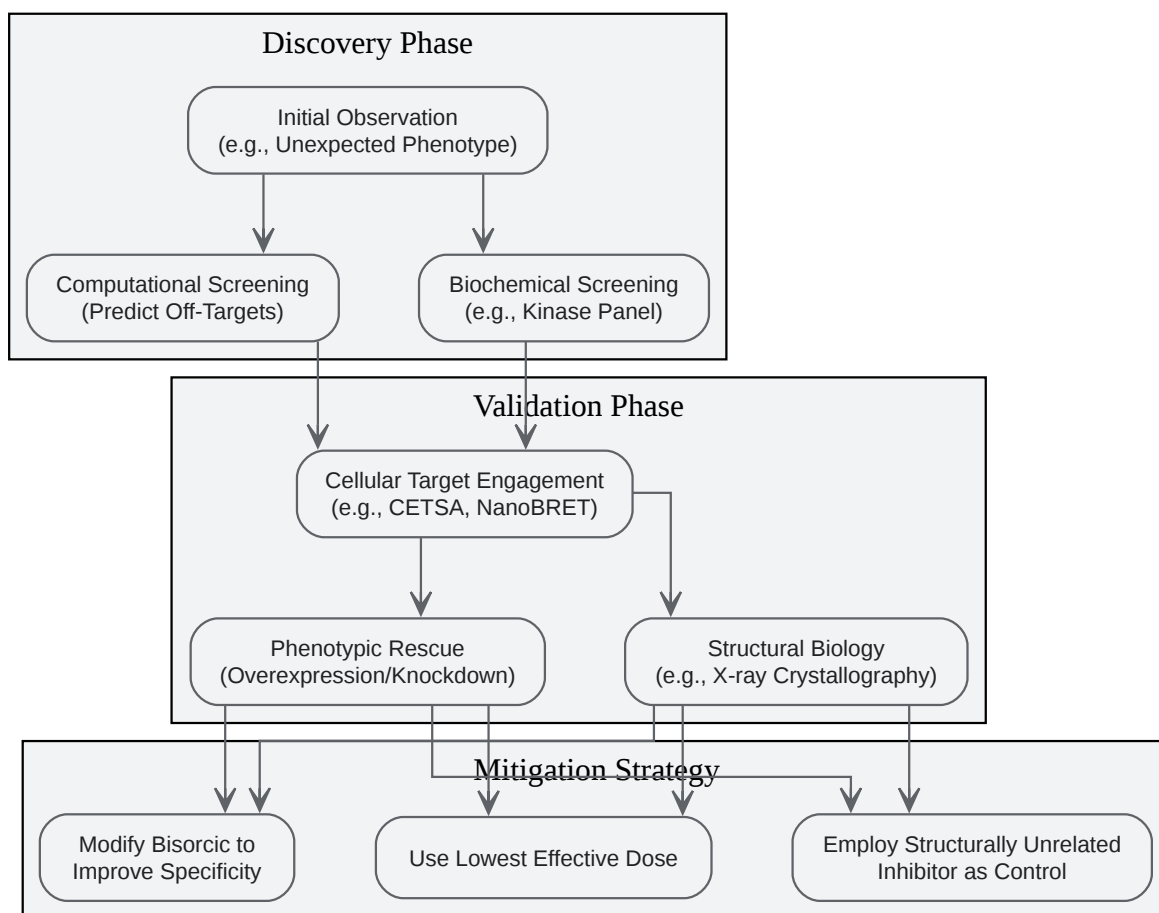 Discovery Phase
Initial Observation
(e.g., Unexpected Phenotype)
Computational Screening
(Predict Off-Targets)
Biochemical Screening
(e.g., Kinase Panel)
Validation Phase
Cellular Target Engagement
(e.g., CETSA, NanoBRET)
Phenotypic Rescue
(Overexpression/Knockdown)
Structural Biology
(e.g., X-ray Crystallography)
Mitigation Strategy
Modify Bisorcic to
Improve Specificity
Use Lowest Effective Dose
Employ Structurally Unrelated
Inhibitor as Control